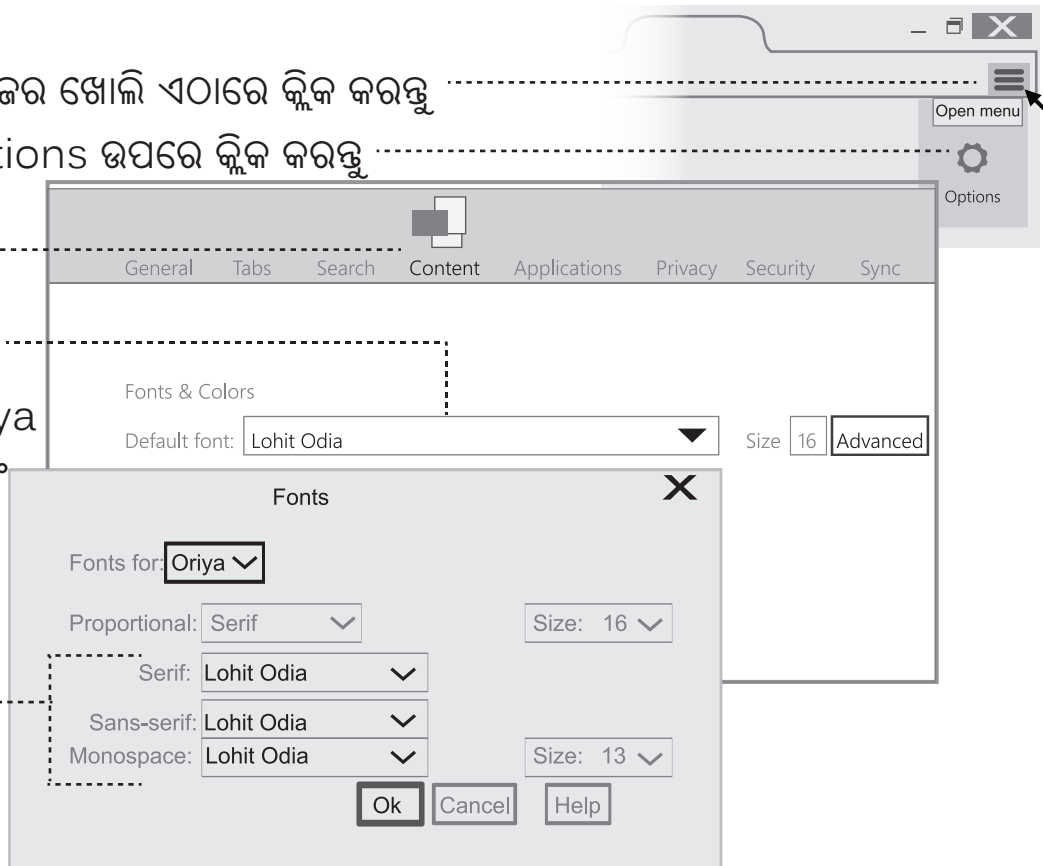 ଜର ଖୋଲି ଏଠାରେ କ୍ଲିକ କରନ୍ତୁ
Open menu
tions ଉପରେ କ୍ଲିକ କରନ୍ତୁ
Options
General Tabs Search Content Applications Privacy Security Sync
Fonts & Colors
ya
Default font: Lohit Odia Size 16 Advanced
Fonts X
Fonts for: Oriya
Proportional: Serif Size: 16
Serif: Lohit Odia
Sans-serif: Lohit Odia
Monospace: Lohit Odia Size: 13
Ok Cancel Help